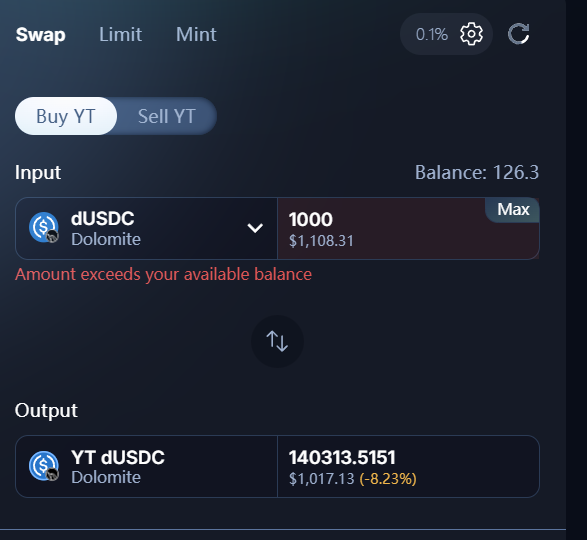 Swap Limit Mint 0.1%
Buy YT Sell YT
Input Balance: 126.3
dUSDC 1000 Max
Dolomite $1,108.31
Amount exceeds your available balance
Output
YT dUSDC 140313.5151
Dolomite $1,017.13 (-8.23%)